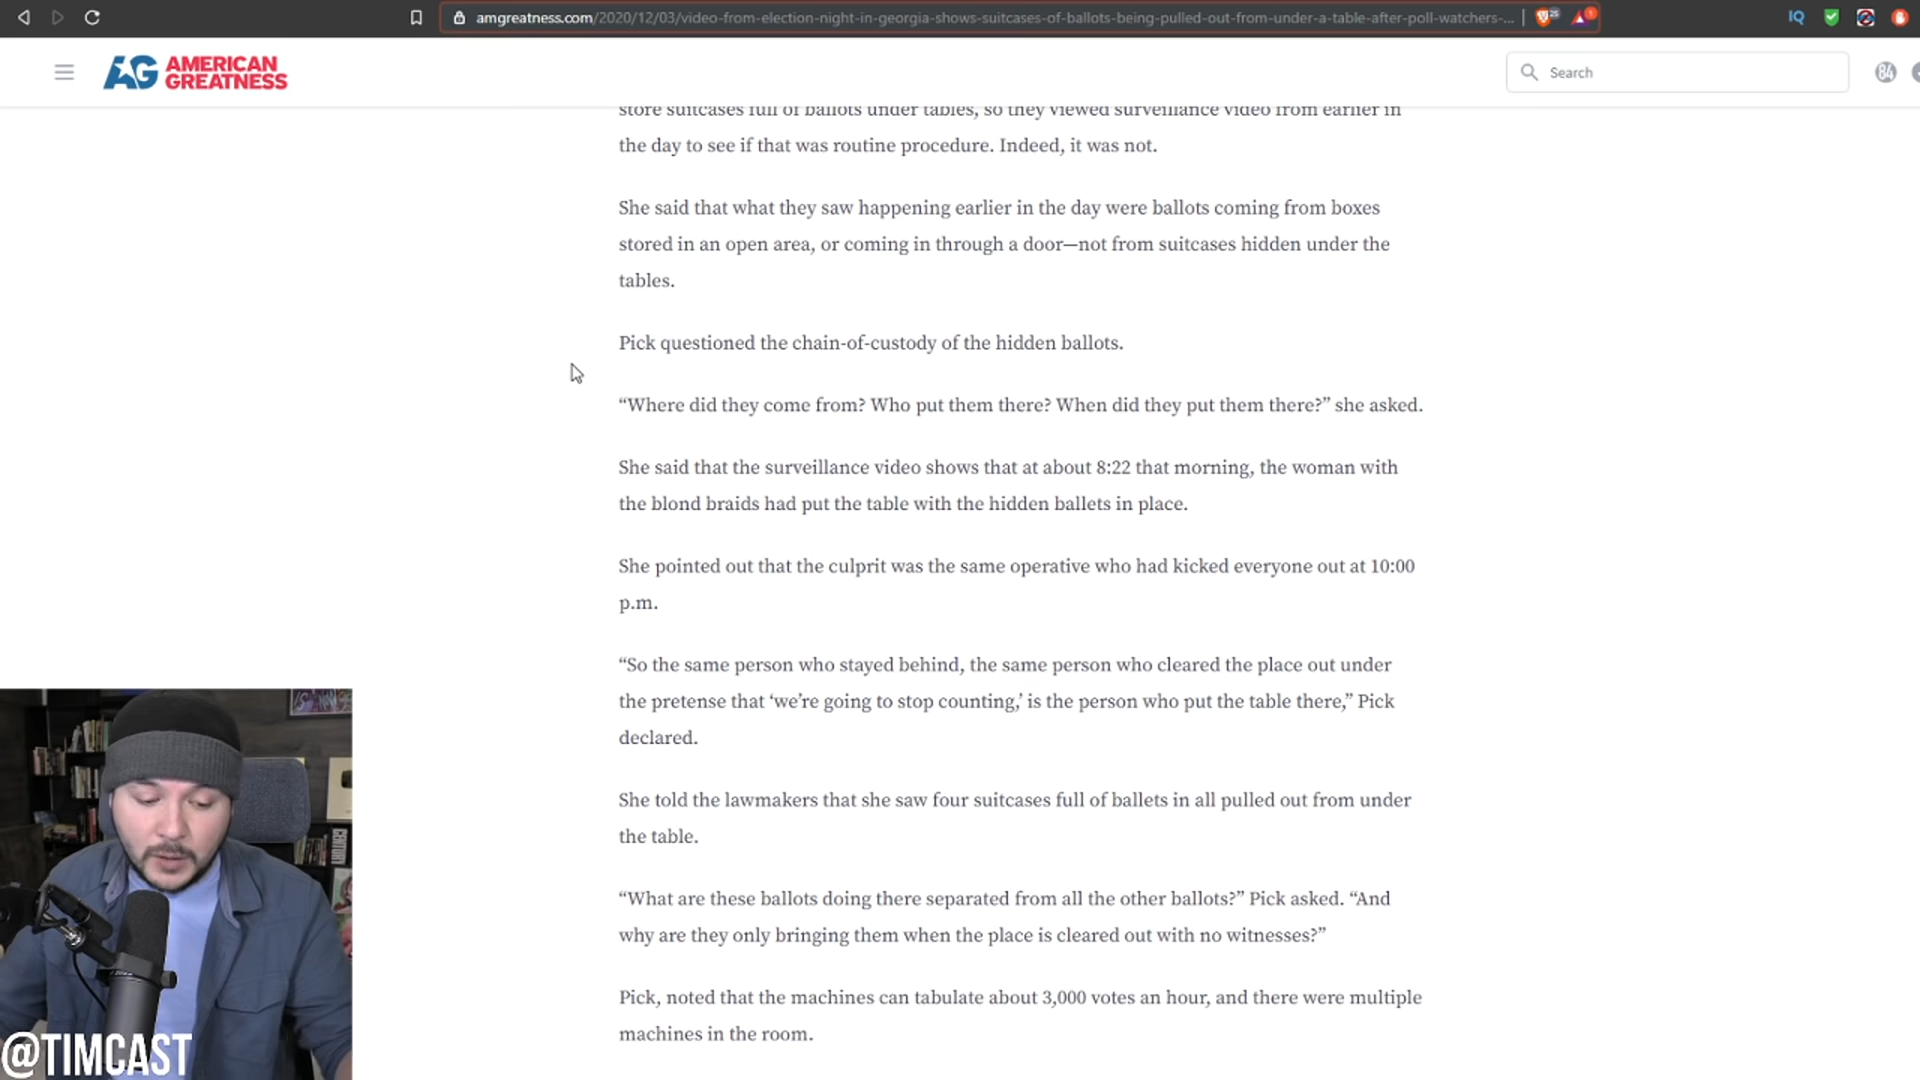 amgreatness.com/2020/12/03/video-from-election-night-in-georgia-shows-suitcases-of-ballots-being-pulled-out-from-under-a-table-after-poll-watchers-...
25
1
IQ
AG AMERICAN
GREATNESS
Search
84
store suitcases full of ballots under tables, so they viewed surveillance video from earlier in
the day to see if that was routine procedure. Indeed, it was not.
She said that what they saw happening earlier in the day were ballots coming from boxes
stored in an open area, or coming in through a door—not from suitcases hidden under the
tables.
Pick questioned the chain-of-custody of the hidden ballots.
“Where did they come from? Who put them there? When did they put them there?” she asked.
She said that the surveillance video shows that at about 8:22 that morning, the woman with
the blond braids had put the table with the hidden ballets in place.
She pointed out that the culprit was the same operative who had kicked everyone out at 10:00
p.m.
“So the same person who stayed behind, the same person who cleared the place out under
the pretense that ‘we’re going to stop counting,’ is the person who put the table there,” Pick
declared.
She told the lawmakers that she saw four suitcases full of ballets in all pulled out from under
the table.
“What are these ballots doing there separated from all the other ballots?” Pick asked. “And
why are they only bringing them when the place is cleared out with no witnesses?”
Pick, noted that the machines can tabulate about 3,000 votes an hour, and there were multiple
machines in the room.
@TIMCAST